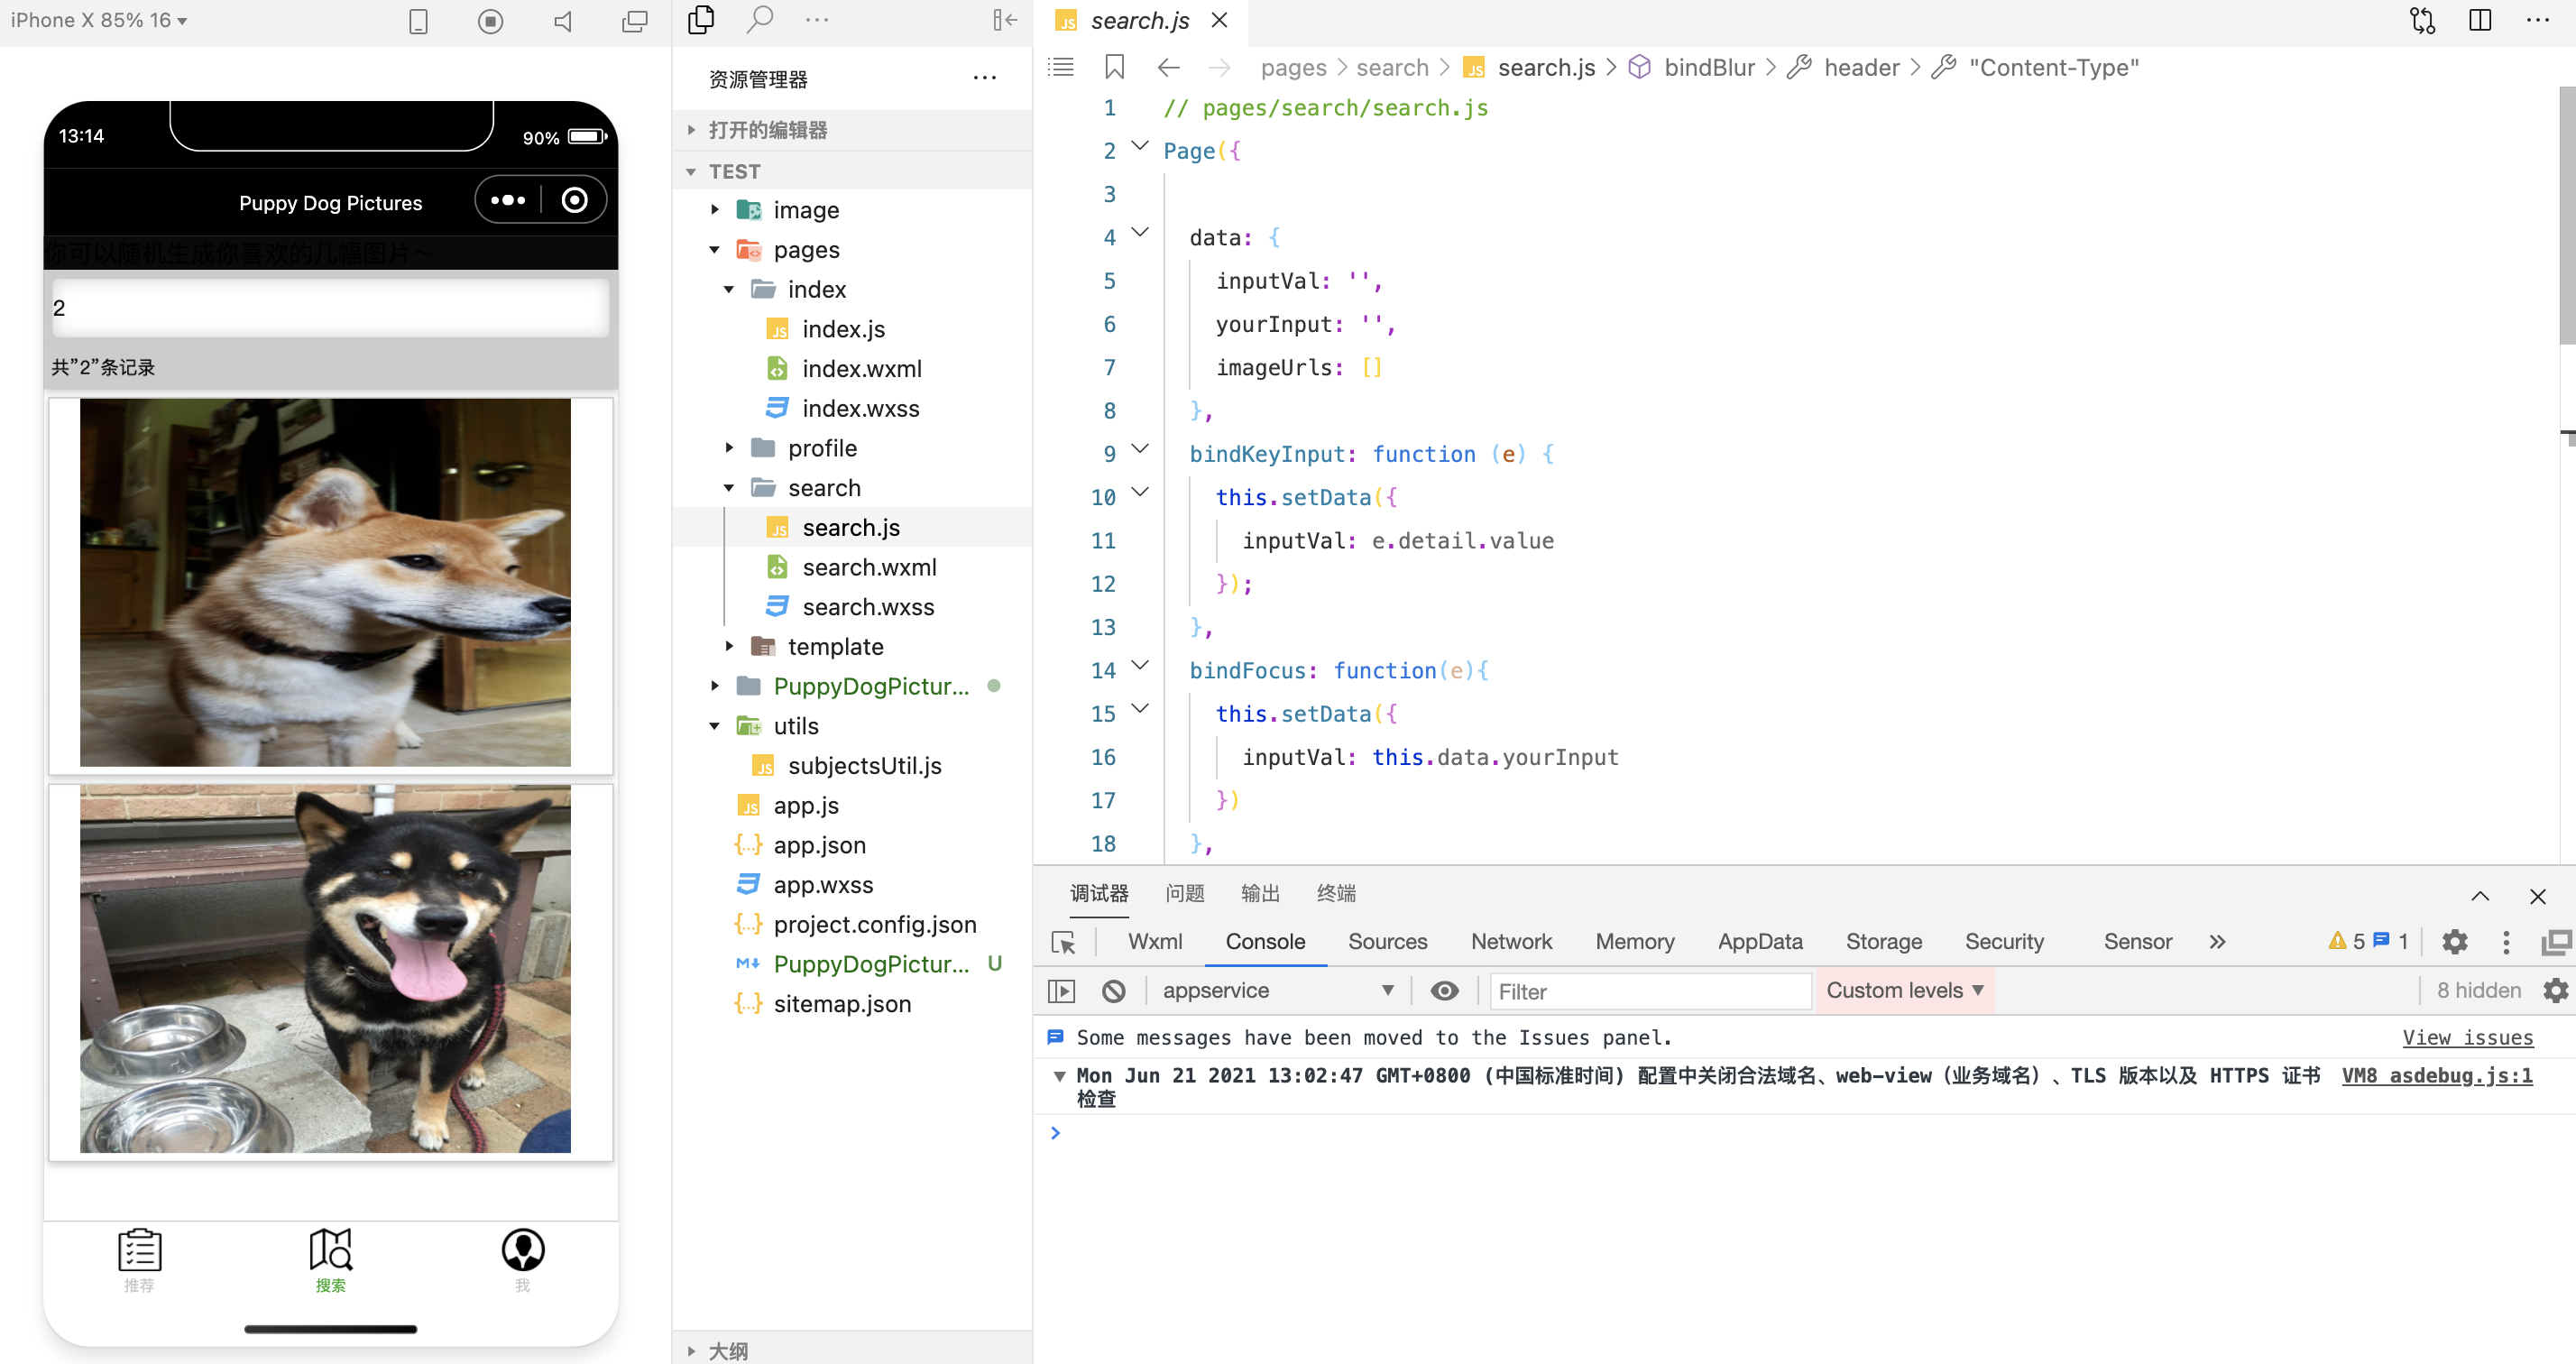 iPhone X 85% 16
13:14
90%
Puppy Dog Pictures
你可以随机生成你喜欢的几幅图片～
2
共”2”条记录
推荐
搜索
我
资源管理器
打开的编辑器
TEST
image
pages
index
index.js
index.wxml
index.wxss
profile
search
search.js
search.wxml
search.wxss
template
PuppyDogPictur...
utils
subjectsUtil.js
app.js
app.json
app.wxss
project.config.json
PuppyDogPictur... U
sitemap.json
大纲
search.js
pages > search > search.js > bindBlur > header > "Content-Type"
1 // pages/search/search.js
2 Page({
3
4 data: {
5 inputVal: '',
6 yourInput: '',
7 imageUrls: []
8 },
9 bindKeyInput: function (e) {
10 this.setData({
11 inputVal: e.detail.value
12 });
13 },
14 bindFocus: function(e){
15 this.setData({
16 inputVal: this.data.yourInput
17 })
18 },
调试器 问题 输出 终端
Wxml Console Sources Network Memory AppData Storage Security Sensor 5 1
appservice Filter Custom levels 8 hidden
Some messages have been moved to the Issues panel. View issues
Mon Jun 21 2021 13:02:47 GMT+0800 (中国标准时间) 配置中关闭合法域名、web-view（业务域名）、TLS 版本以及 HTTPS 证书 VM8 asdebug.js:1
检查